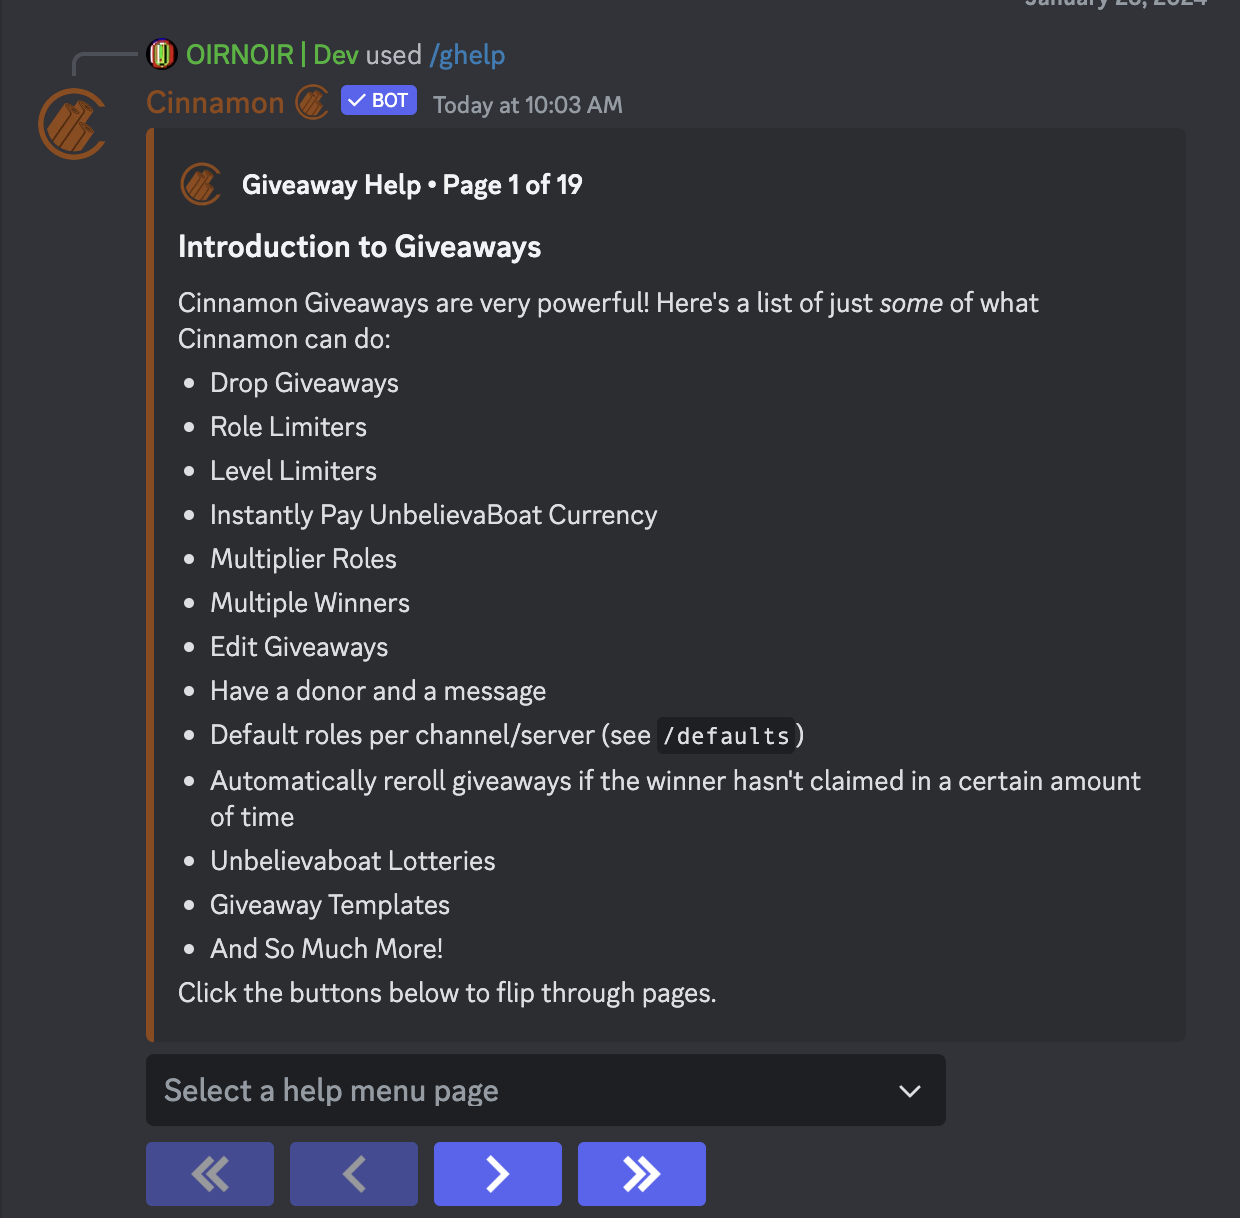 January 26, 2024
OIRNOIR | Dev used /ghelp
Cinnamon BOT Today at 10:03 AM
Giveaway Help • Page 1 of 19
Introduction to Giveaways
Cinnamon Giveaways are very powerful! Here's a list of just some of what
Cinnamon can do:
• Drop Giveaways
• Role Limiters
• Level Limiters
• Instantly Pay UnbelievaBoat Currency
• Multiplier Roles
• Multiple Winners
• Edit Giveaways
• Have a donor and a message
• Default roles per channel/server (see /defaults)
• Automatically reroll giveaways if the winner hasn't claimed in a certain amount
of time
• Unbelievaboat Lotteries
• Giveaway Templates
• And So Much More!
Click the buttons below to flip through pages.
Select a help menu page